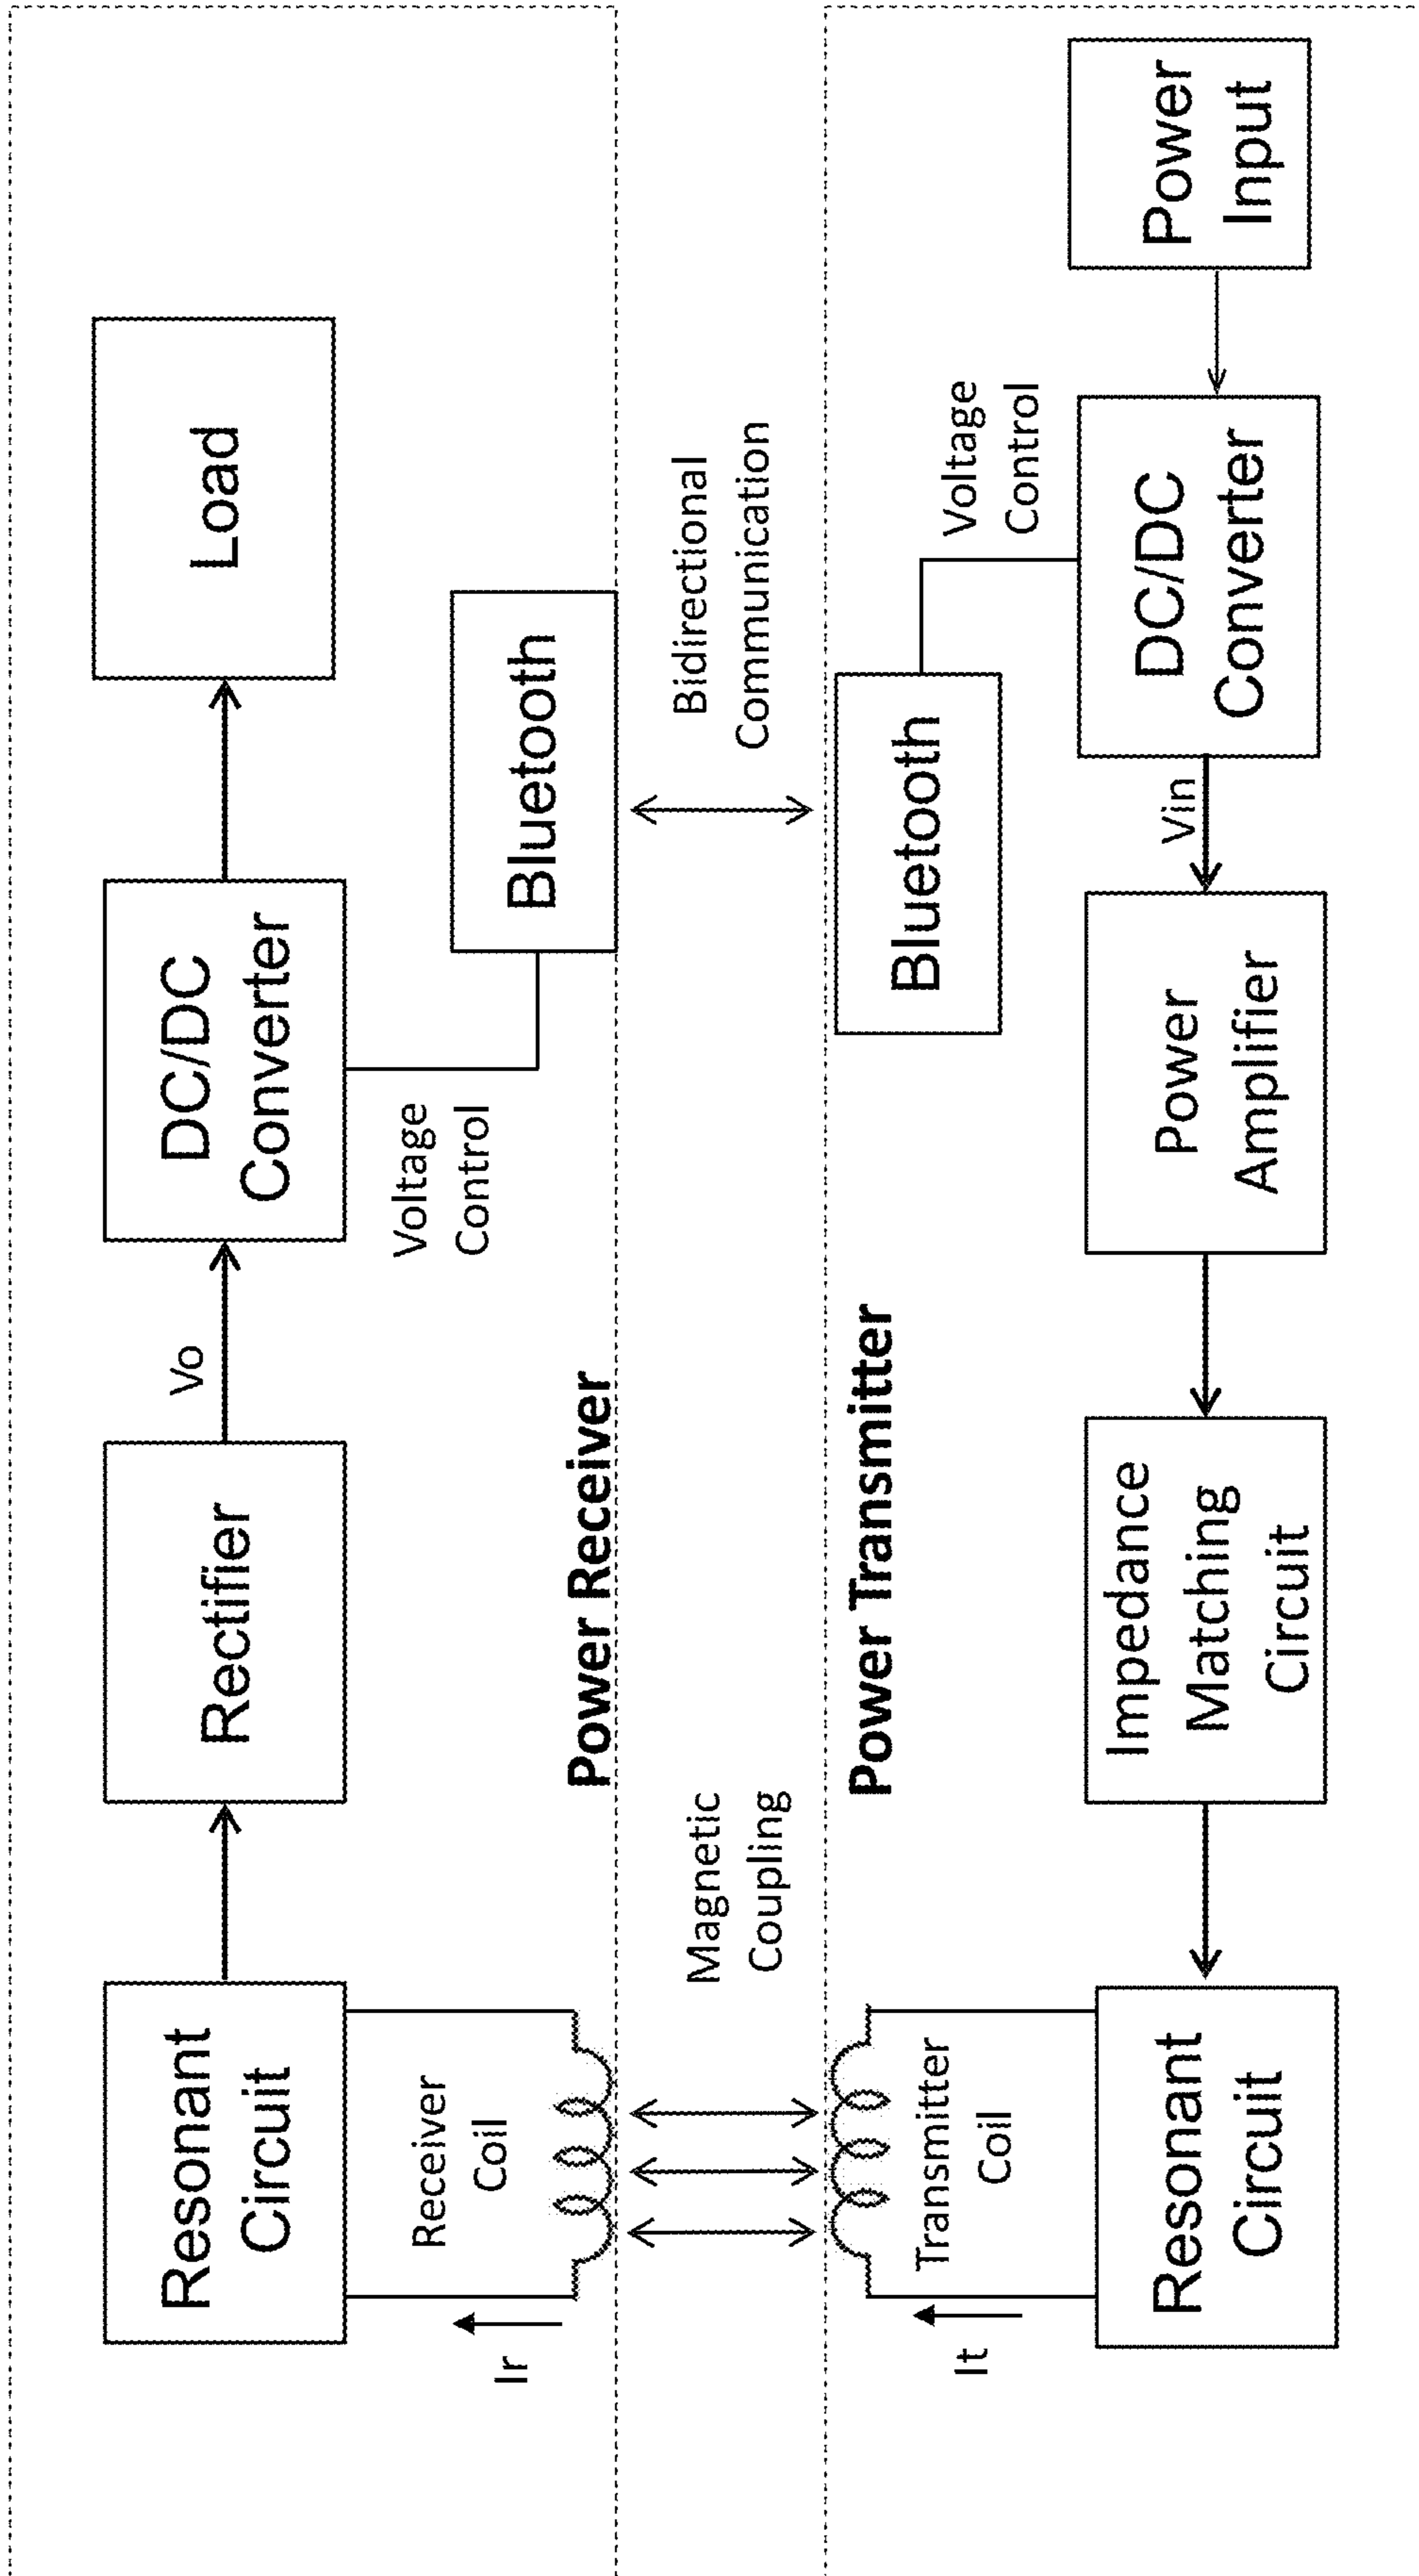 Resonant
Circuit
Rectifier
Vo
DC/DC
Converter
Load
Receiver
Coil
Ir
Voltage
Control
Bluetooth
Power Receiver
Magnetic
Coupling
Bidirectional
Communication
Power Transmitter
Transmitter
Coil
It
Bluetooth
Voltage
Control
Resonant
Circuit
Impedance
Matching
Circuit
Power
Amplifier
Vin
DC/DC
Converter
Power
Input